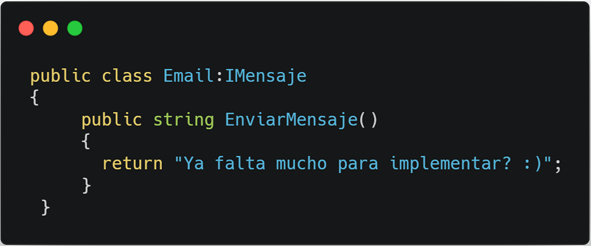 public class Email:IMensaje
{
public string EnviarMensaje()
{
return "Ya falta mucho para implementar? :)";
}
}